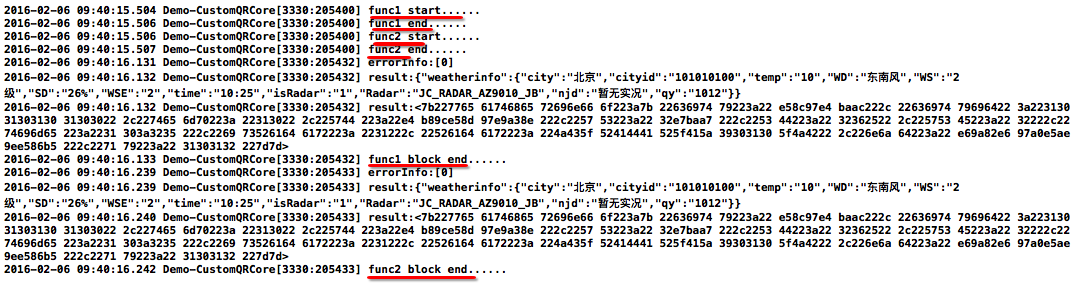 2016-02-06 09:40:15.504 Demo-CustomQRCore[3330:205400] func1 start......
2016-02-06 09:40:15.506 Demo-CustomQRCore[3330:205400] func1 end......
2016-02-06 09:40:15.506 Demo-CustomQRCore[3330:205400] func2 start......
2016-02-06 09:40:15.507 Demo-CustomQRCore[3330:205400] func2 end......
2016-02-06 09:40:16.131 Demo-CustomQRCore[3330:205432] errorInfo:[0]
2016-02-06 09:40:16.132 Demo-CustomQRCore[3330:205432] result:{"weatherinfo":{"city":"北京","cityid":"101010100","temp":"10","WD":"东南风","WS":"2
级","SD":"26%","WSE":"2","time":"10:25","isRadar":"1","Radar":"JC_RADAR_AZ9010_JB","njd":"暂无实况","qy":"1012"}}
2016-02-06 09:40:16.132 Demo-CustomQRCore[3330:205432] result:<7b227765 61746865 72696e66 6f223a7b 22636974 79223a22 e58c97e4 baac222c 22636974 79696422 3a223130
31303130 31303022 2c227465 6d70223a 22313022 2c225744 223a22e4 b89ce58d 97e9a38e 222c2257 53223a22 32e7baa7 222c2253 44223a22 32362522 2c225753 45223a22 32222c22
74696d65 223a2231 303a3235 222c2269 73526164 6172223a 2231222c 22526164 6172223a 224a435f 52414441 525f415a 39303130 5f4a4222 2c226e6a 64223a22 e69a82e6 97a0e5ae
9ee586b5 222c2271 79223a22 31303132 227d7d>
2016-02-06 09:40:16.133 Demo-CustomQRCore[3330:205432] func1 block end......
2016-02-06 09:40:16.239 Demo-CustomQRCore[3330:205433] errorInfo:[0]
2016-02-06 09:40:16.239 Demo-CustomQRCore[3330:205433] result:{"weatherinfo":{"city":"北京","cityid":"101010100","temp":"10","WD":"东南风","WS":"2
级","SD":"26%","WSE":"2","time":"10:25","isRadar":"1","Radar":"JC_RADAR_AZ9010_JB","njd":"暂无实况","qy":"1012"}}
2016-02-06 09:40:16.240 Demo-CustomQRCore[3330:205433] result:<7b227765 61746865 72696e66 6f223a7b 22636974 79223a22 e58c97e4 baac222c 22636974 79696422 3a223130
31303130 31303022 2c227465 6d70223a 22313022 2c225744 223a22e4 b89ce58d 97e9a38e 222c2257 53223a22 32e7baa7 222c2253 44223a22 32362522 2c225753 45223a22 32222c22
74696d65 223a2231 303a3235 222c2269 73526164 6172223a 2231222c 22526164 6172223a 224a435f 52414441 525f415a 39303130 5f4a4222 2c226e6a 64223a22 e69a82e6 97a0e5ae
9ee586b5 222c2271 79223a22 31303132 227d7d>
2016-02-06 09:40:16.242 Demo-CustomQRCore[3330:205433] func2 block end......